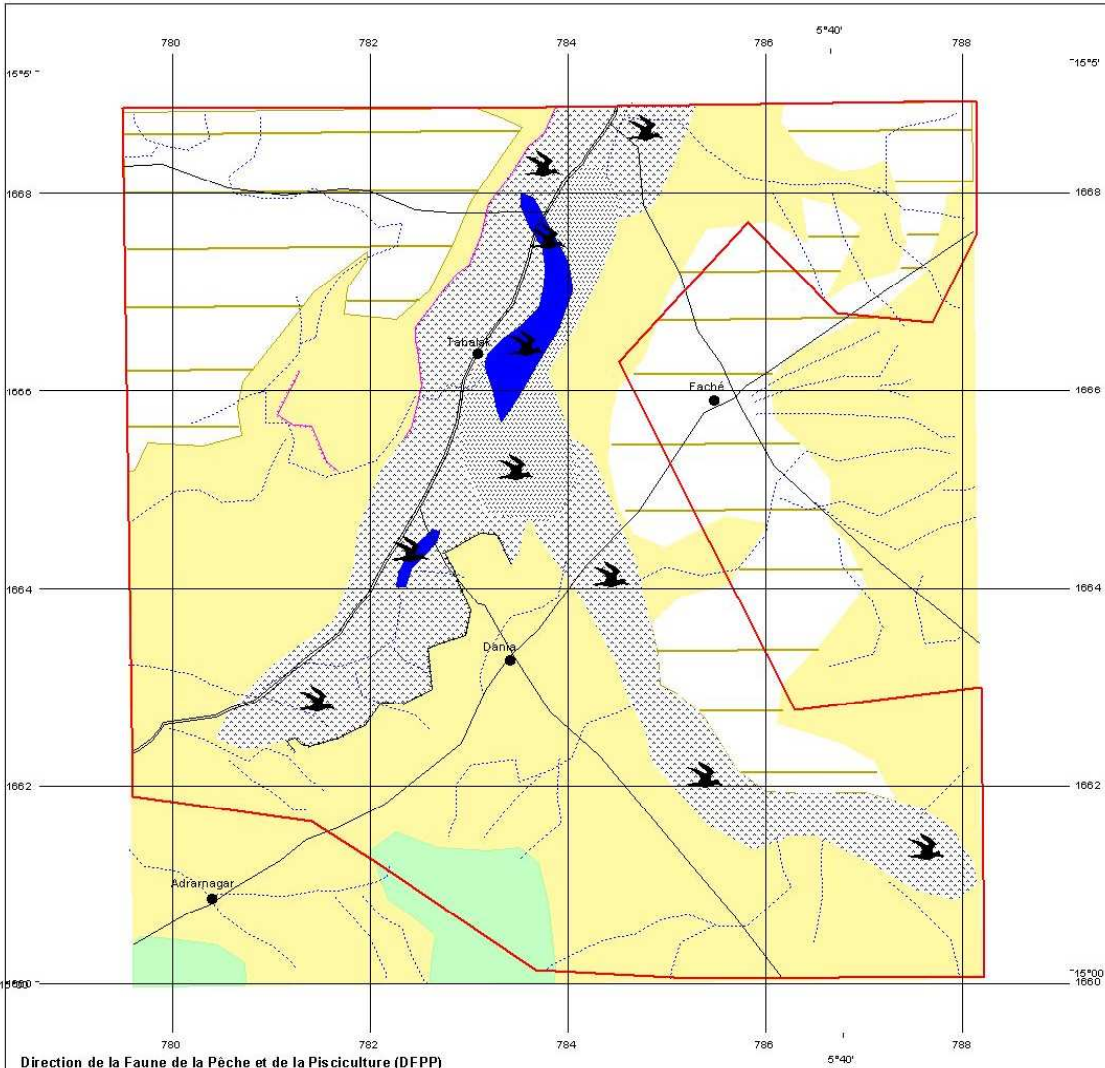 5°40'
780 782 784 786 788
15°5' 15°5'
1668 1668
Tabalak
1666 Faché 1666
1664 1664
Dania
1662 1662
Adrarnagar
15°00
1660 1660
780 782 784 786 788
5°40'
Direction de la Faune de la Pêche et de la Pisciculture (DFPP)